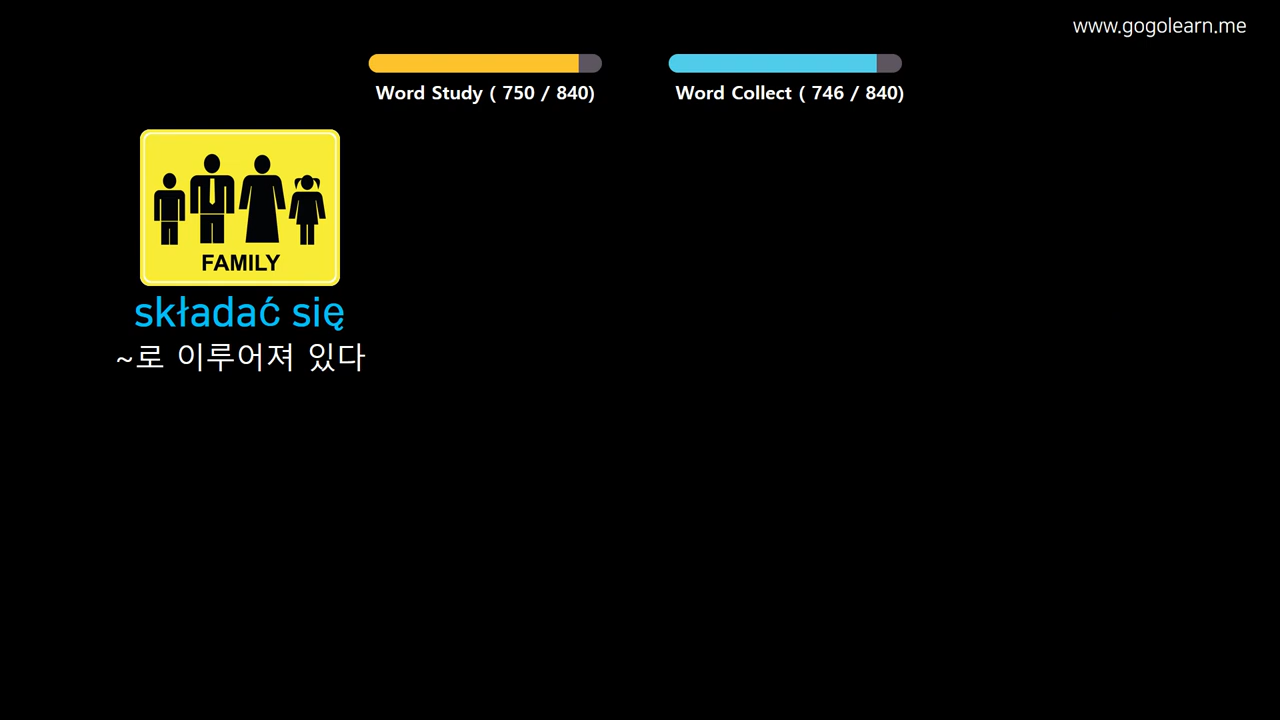 www.gogolearn.me
Word Study ( 750 / 840)
Word Collect ( 746 / 840)
FAMILY
składać się
~로 이루어져 있다